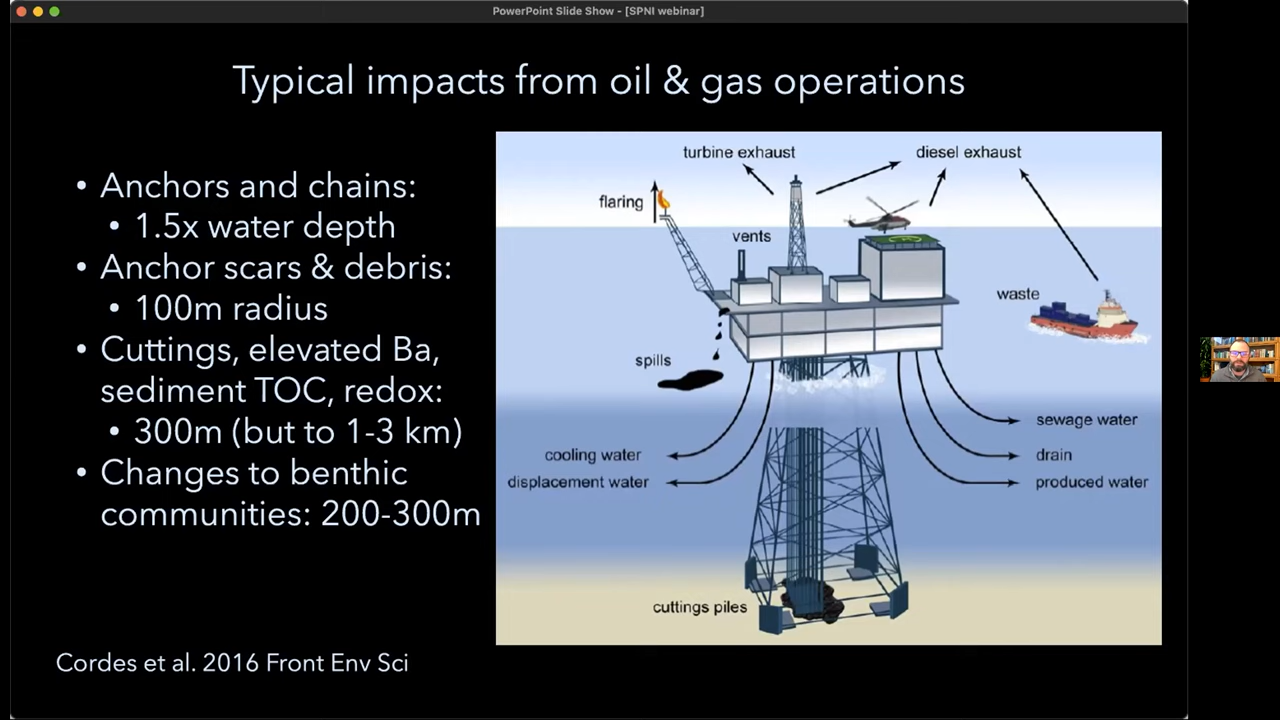 PowerPoint Slide Show - [SPNI webinar]
Typical impacts from oil & gas operations
• Anchors and chains:
• 1.5x water depth
• Anchor scars & debris:
• 100m radius
• Cuttings, elevated Ba,
sediment TOC, redox:
• 300m (but to 1-3 km)
• Changes to benthic
communities: 200-300m
Cordes et al. 2016 Front Env Sci
turbine exhaust
diesel exhaust
flaring
vents
waste
spills
sewage water
cooling water
drain
displacement water
produced water
cuttings piles